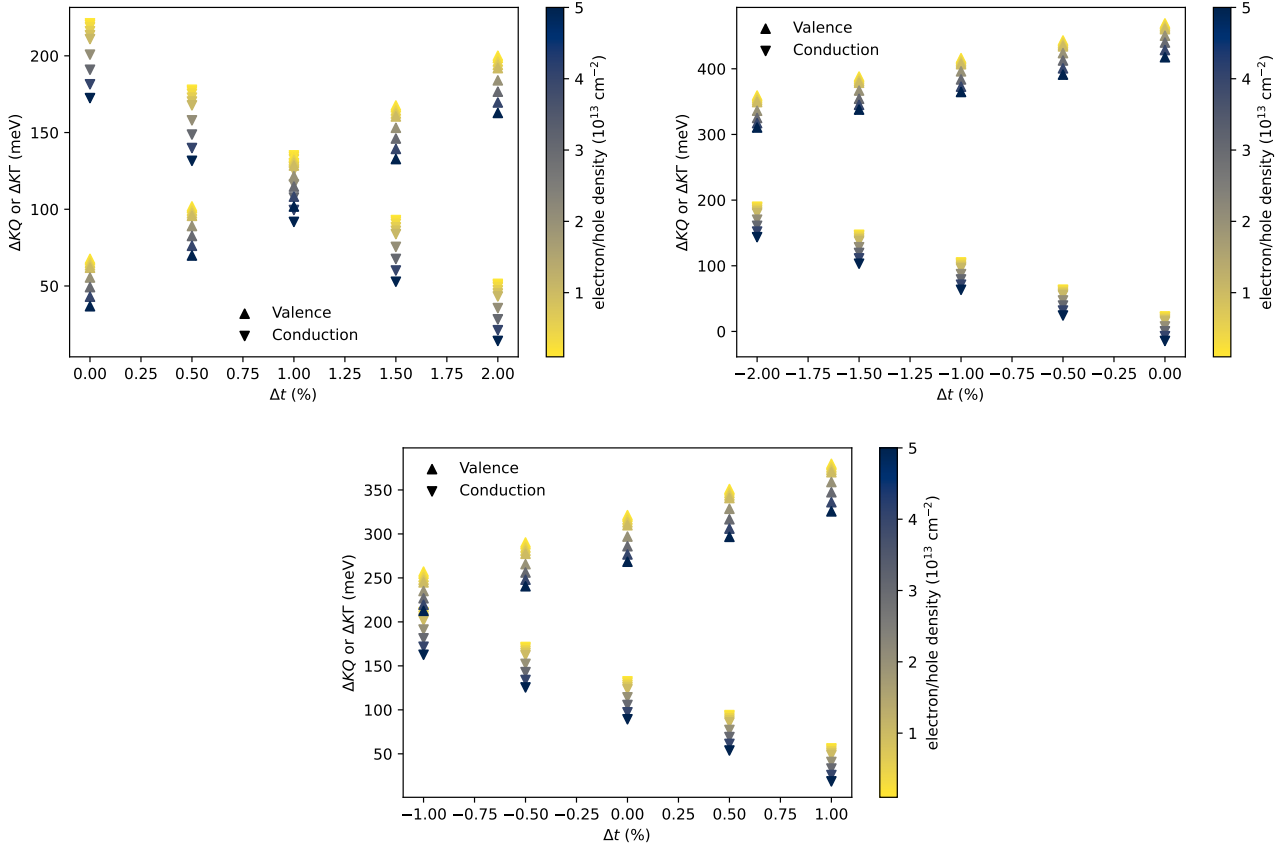 ΔKQ or ΔKΓ (meV)
200
150
100
50
Valence
Conduction
0.00 0.25 0.50 0.75 1.00 1.25 1.50 1.75 2.00
Δt (%)
5
4
3
2
1
electron/hole density (10¹³ cm⁻²)
ΔKQ or ΔKΓ (meV)
400
300
200
100
0
Valence
Conduction
−2.00 −1.75 −1.50 −1.25 −1.00 −0.75 −0.50 −0.25 0.00
Δt (%)
5
4
3
2
1
electron/hole density (10¹³ cm⁻²)
ΔKQ or ΔKΓ (meV)
350
300
250
200
150
100
50
Valence
Conduction
−1.00 −0.75 −0.50 −0.25 0.00 0.25 0.50 0.75 1.00
Δt (%)
5
4
3
2
1
electron/hole density (10¹³ cm⁻²)